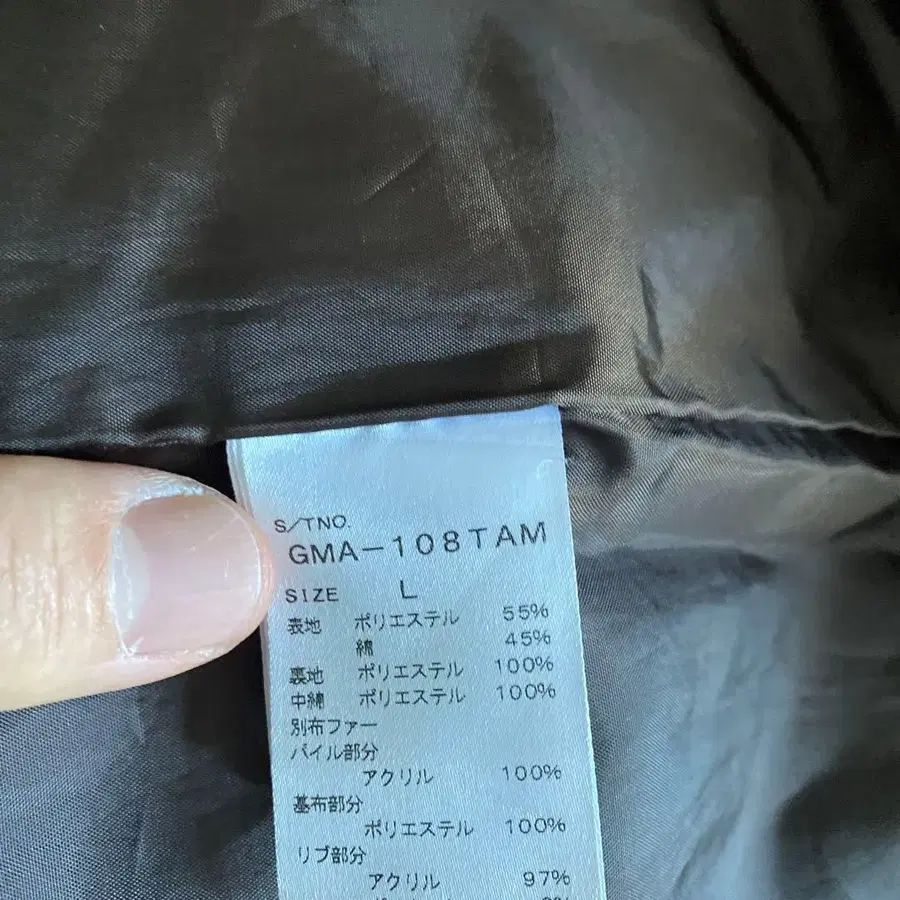 S/TNO.
GMA-108TAM
SIZE L
表地 ポリエステル 55%
綿 45%
裏地 ポリエステル 100%
中綿 ポリエステル 100%
別布ファー
パイル部分
アクリル 100%
基布部分
ポリエステル 100%
リブ部分
アクリル 97%